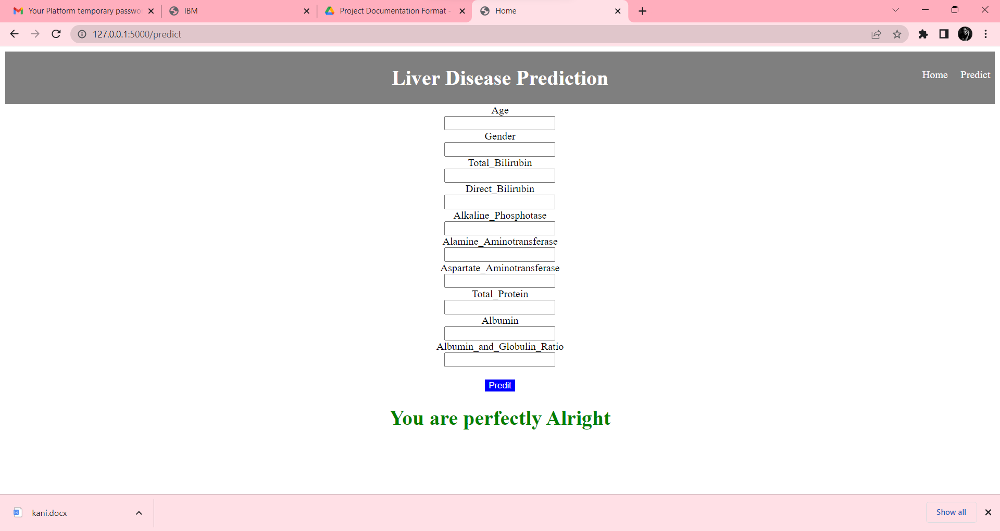 Your Platform temporary passwo
IBM
Project Documentation Format -
Home
127.0.0.1:5000/predict
Liver Disease Prediction
Home
Predict
Age
Gender
Total_Bilirubin
Direct_Bilirubin
Alkaline_Phosphotase
Alamine_Aminotransferase
Aspartate_Aminotransferase
Total_Protein
Albumin
Albumin_and_Globulin_Ratio
Predit
You are perfectly Alright
kani.docx
Show all